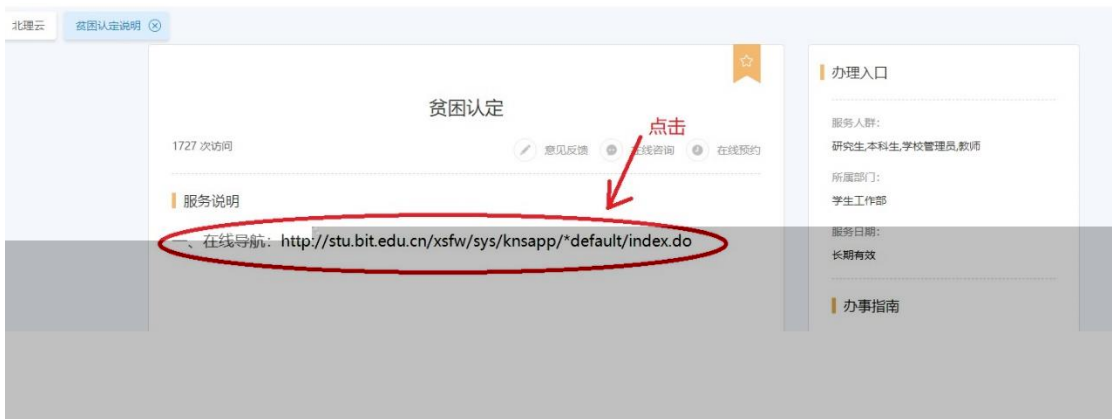 北理云
贫困认定说明
贫困认定
点击
1727 次访问
意见反馈
在线咨询
在线预约
服务说明
一、在线导航：http://stu.bit.edu.cn/xsfw/sys/knsapp/*default/index.do
办理入口
服务人群：
研究生,本科生,学校管理员,教师
所属部门：
学生工作部
服务日期：
长期有效
办事指南